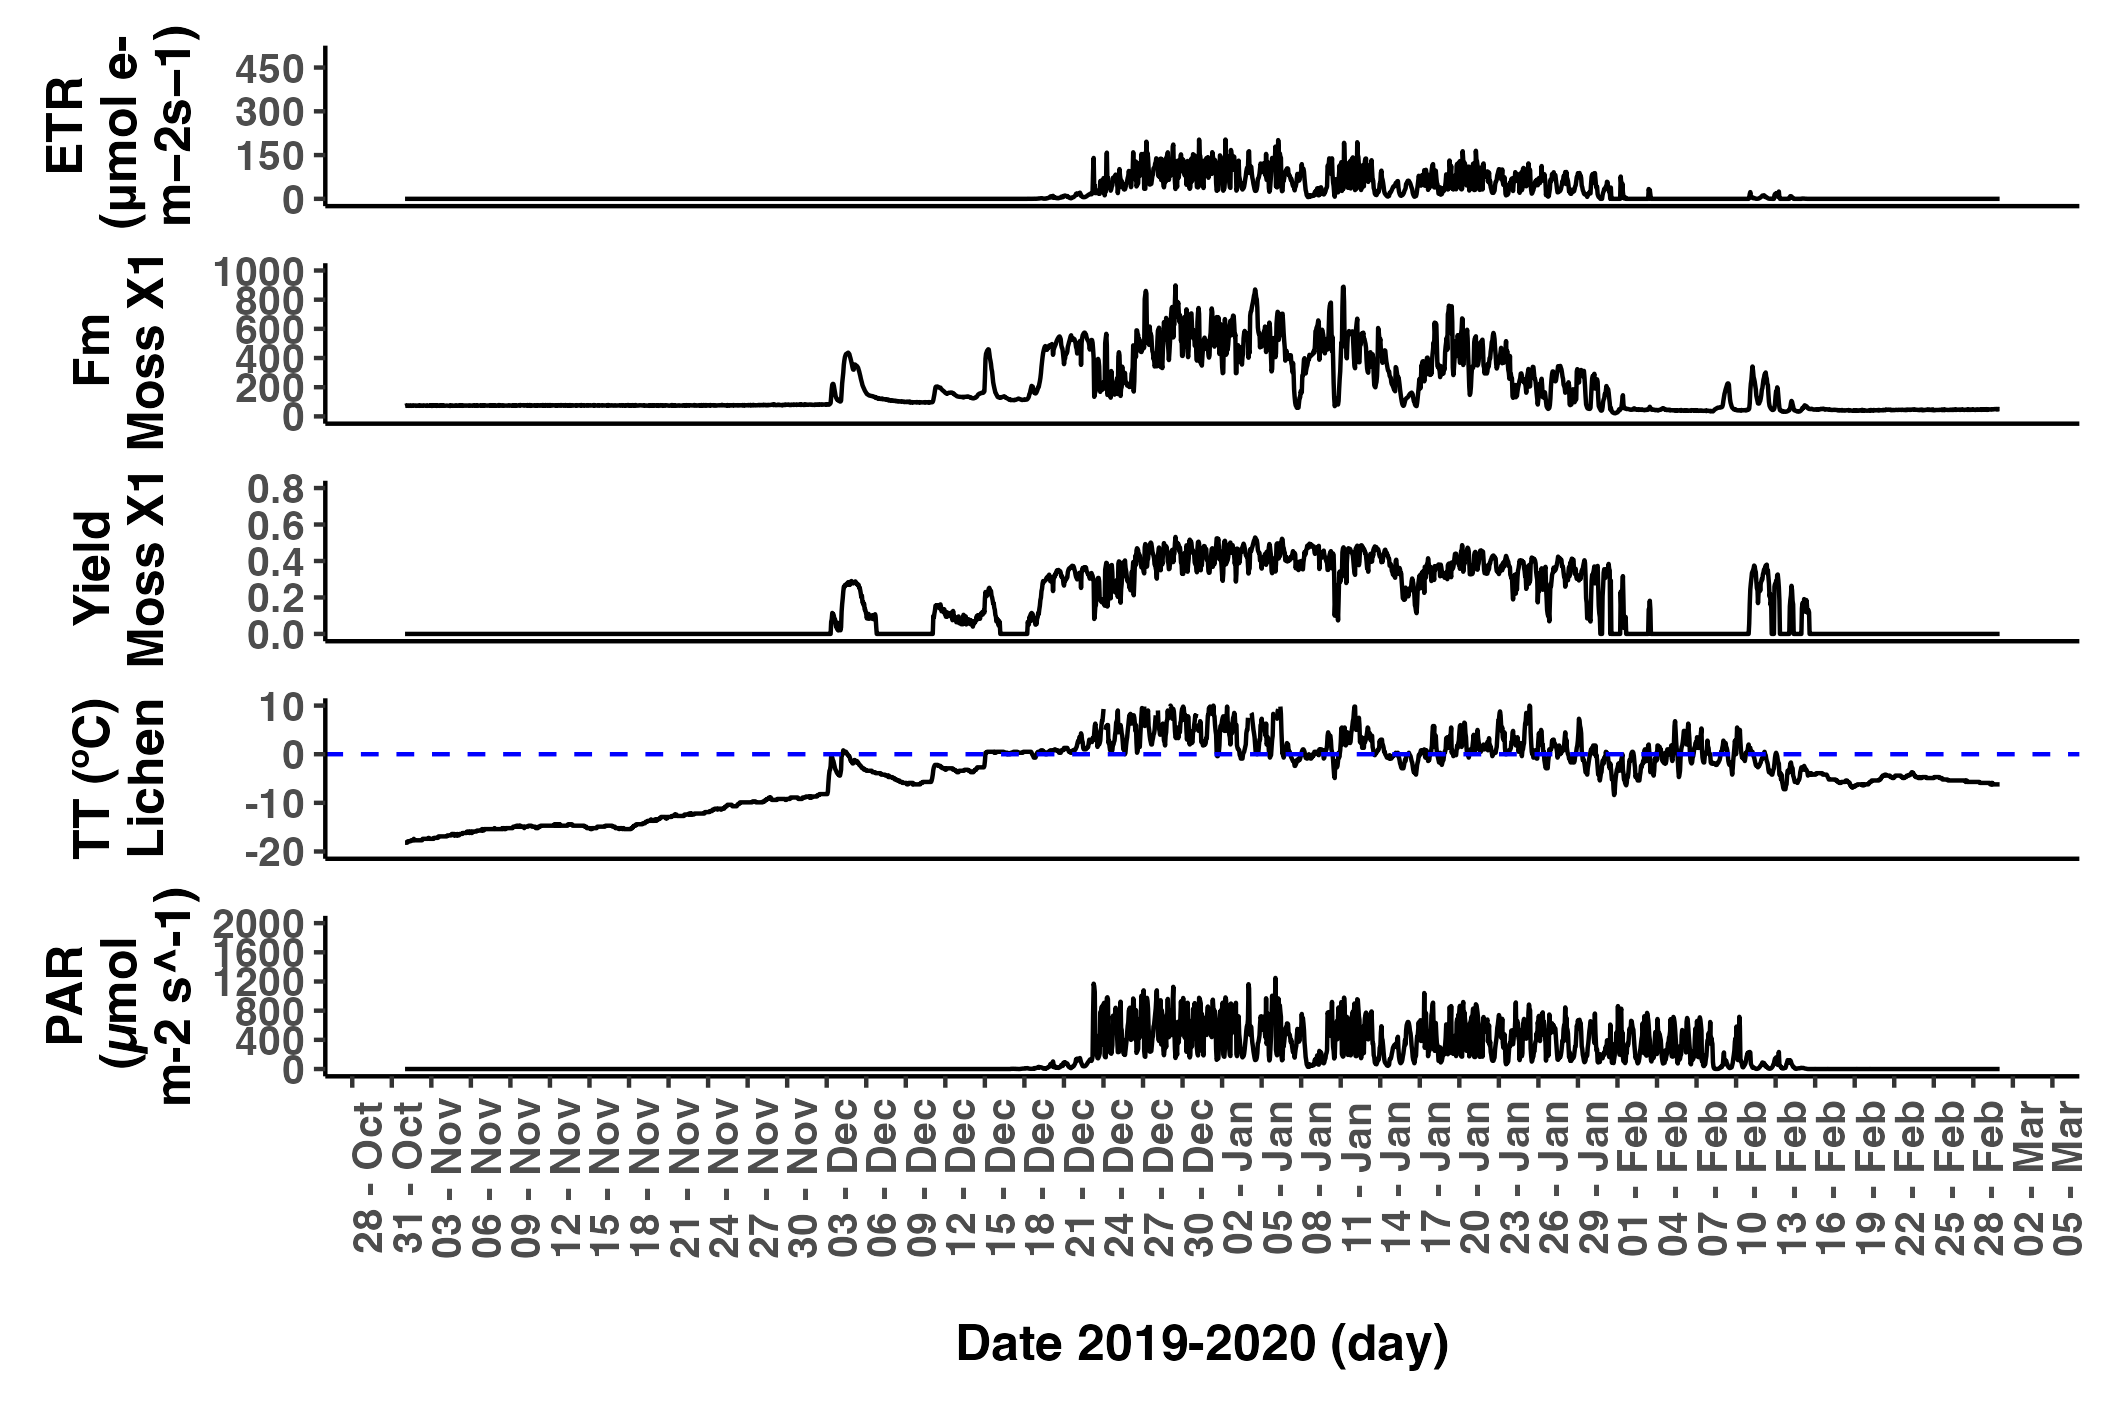 ETR
(µmol e-
m−2s−1)
450
300
150
0
Fm
Moss X1
1000
800
600
400
200
0
Yield
Moss X1
0.8
0.6
0.4
0.2
0.0
TT (ºC)
Lichen
10
0
-10
-20
PAR
(µmol
m-2 s^-1)
2000
1600
1200
800
400
0
28 - Oct
31 - Oct
03 - Nov
06 - Nov
09 - Nov
12 - Nov
15 - Nov
18 - Nov
21 - Nov
24 - Nov
27 - Nov
30 - Nov
03 - Dec
06 - Dec
09 - Dec
12 - Dec
15 - Dec
18 - Dec
21 - Dec
24 - Dec
27 - Dec
30 - Dec
02 - Jan
05 - Jan
08 - Jan
11 - Jan
14 - Jan
17 - Jan
20 - Jan
23 - Jan
26 - Jan
29 - Jan
01 - Feb
04 - Feb
07 - Feb
10 - Feb
13 - Feb
16 - Feb
19 - Feb
22 - Feb
25 - Feb
28 - Feb
02 - Mar
05 - Mar
Date 2019-2020 (day)